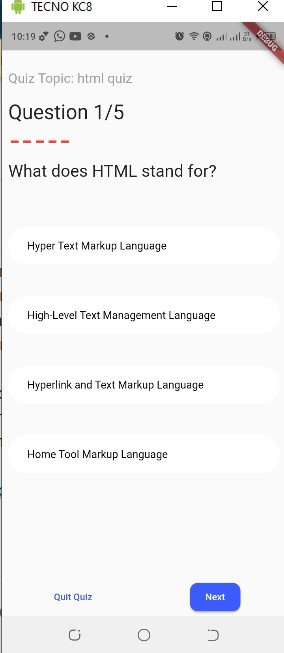 TECNO KC8
10:19
DEBUG
Quiz Topic: html quiz
Question 1/5
What does HTML stand for?
Hyper Text Markup Language
High-Level Text Management Language
Hyperlink and Text Markup Language
Home Tool Markup Language
Quit Quiz
Next